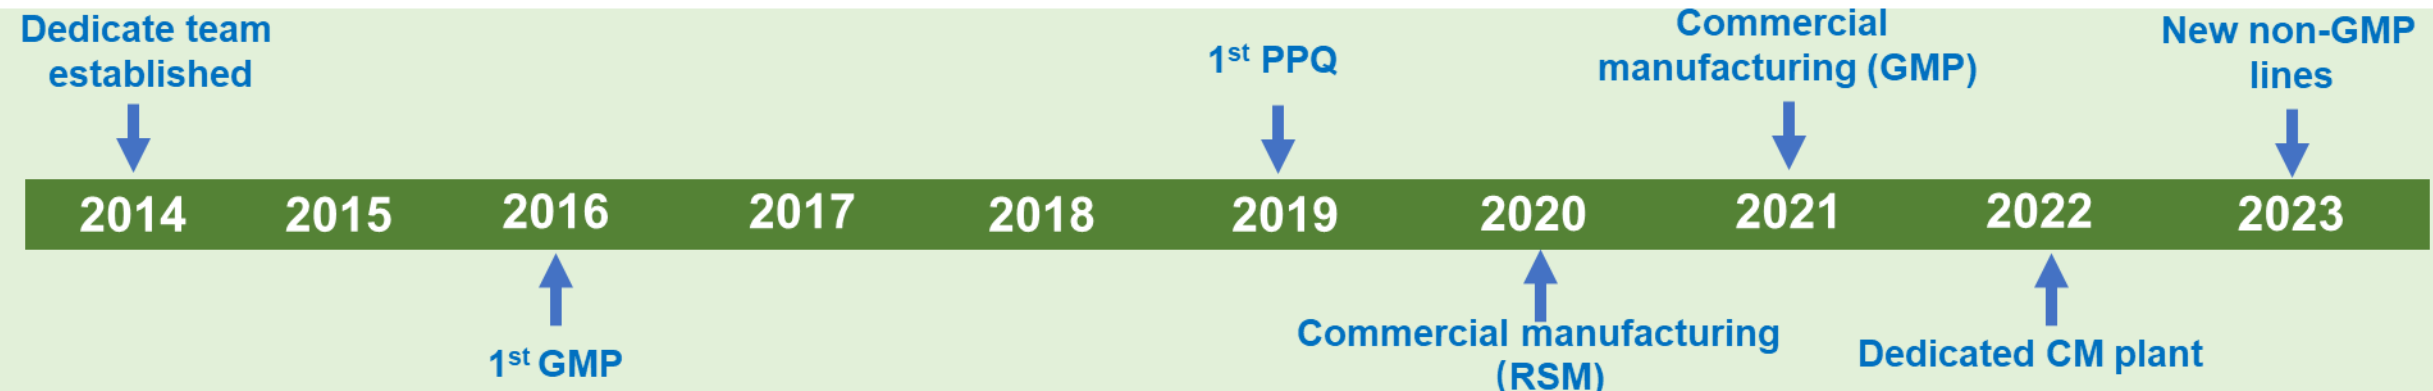 Dedicate team
established
1st PPQ
Commercial
manufacturing (GMP)
New non-GMP
lines
2014 2015 2016 2017 2018 2019 2020 2021 2022 2023
1st GMP
Commercial manufacturing
(RSM)
Dedicated CM plant